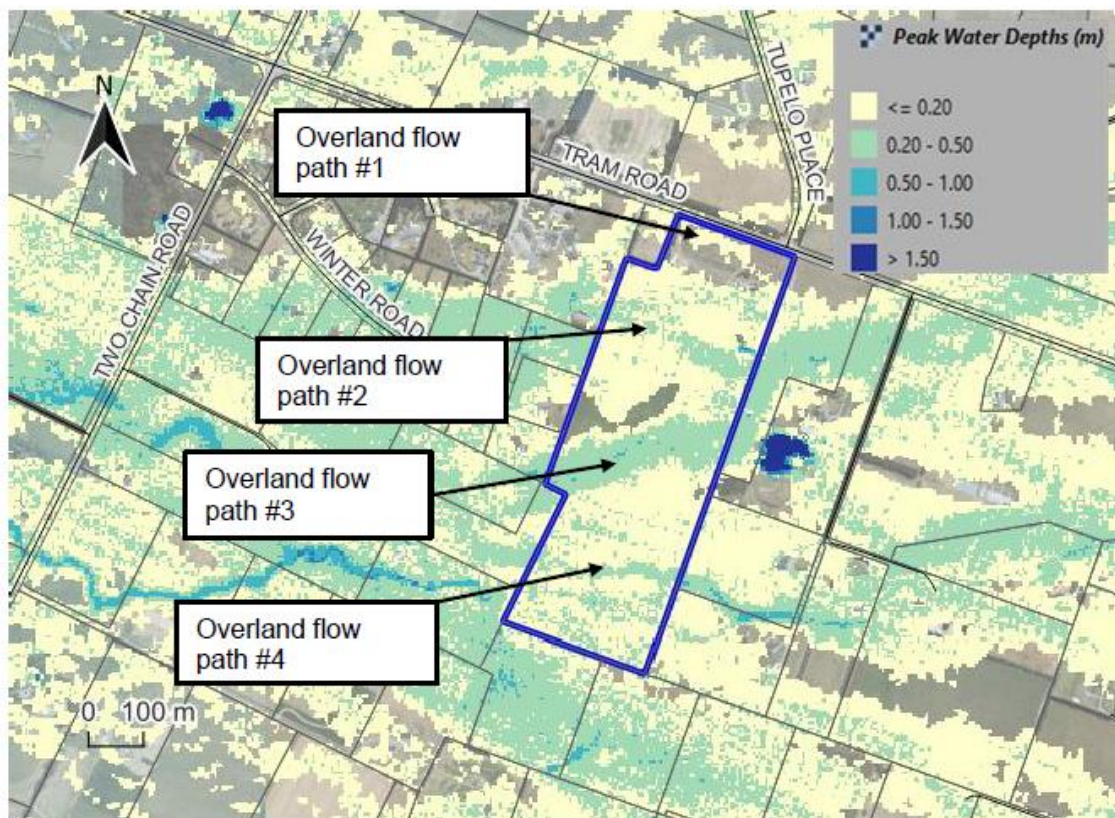 Peak Water Depths (m)
<= 0.20
0.20 - 0.50
0.50 - 1.00
1.00 - 1.50
> 1.50
N
Overland flow
path #1
TRAM ROAD
TUPELO PLACE
TWO CHAIN ROAD
WINTER ROAD
Overland flow
path #2
Overland flow
path #3
Overland flow
path #4
0 100 m